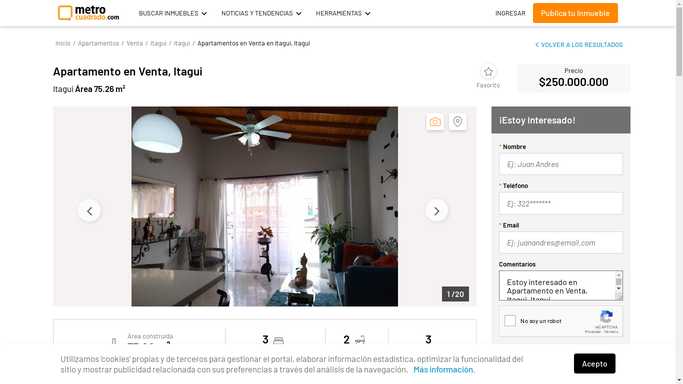 metro
cuadrado.com
BUSCAR INMUEBLES
NOTICIAS Y TENDENCIAS
HERRAMIENTAS
INGRESAR
Publica tu Inmueble
Inicio / Apartamentos / Venta / Itagui / Itagui / Apartamentos en Venta en Itagui, Itagui
VOLVER A LOS RESULTADOS
Apartamento en Venta, Itagui
Itagui Área 75.26 m²
Favorito
Precio
$250.000.000
1 / 20
¡Estoy Interesado!
* Nombre
Ej: Juan Andres
* Teléfono
Ej: 322*******
* Email
Ej: juanandres@email.com
Comentarios
Estoy interesado en
Apartamento en Venta,
Itagui, Itagui
No soy un robot
reCAPTCHA
Privacidad - Términos
Área construida
3
2
3
Utilizamos 'cookies' propias y de terceros para gestionar el portal, elaborar información estadística, optimizar la funcionalidad del
sitio y mostrar publicidad relacionada con sus preferencias a través del análisis de la navegación. Más información.
Acepto